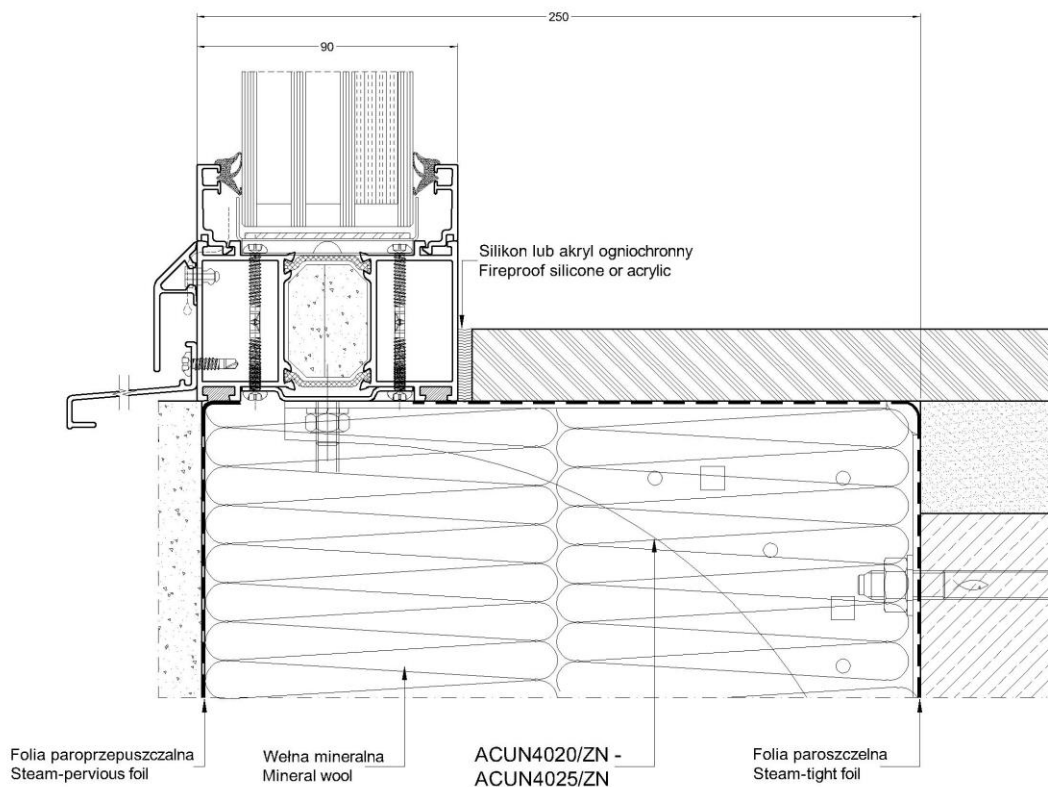 250
90
Silikon lub akryl ogniochronny
Fireproof silicone or acrylic
Folia paroprzepuszczalna
Steam-pervious foil
Wełna mineralna
Mineral wool
ACUN4020/ZN -
ACUN4025/ZN
Folia paroszczelna
Steam-tight foil